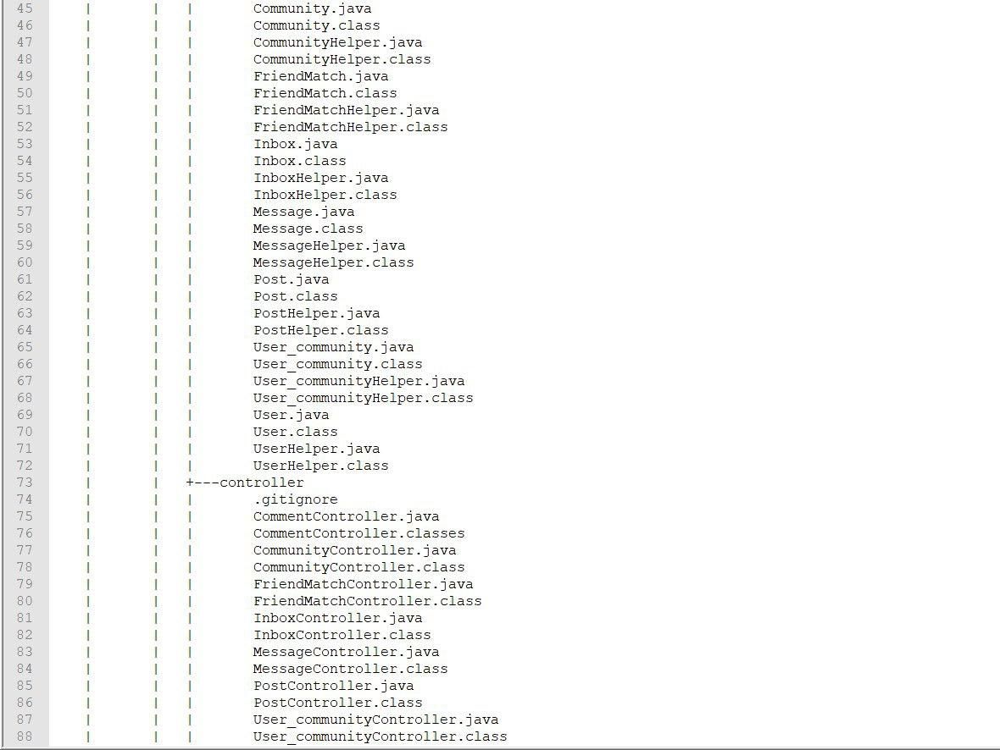 45 | | | Community.java
46 | | | Community.class
47 | | | CommunityHelper.java
48 | | | CommunityHelper.class
49 | | | FriendMatch.java
50 | | | FriendMatch.class
51 | | | FriendMatchHelper.java
52 | | | FriendMatchHelper.class
53 | | | Inbox.java
54 | | | Inbox.class
55 | | | InboxHelper.java
56 | | | InboxHelper.class
57 | | | Message.java
58 | | | Message.class
59 | | | MessageHelper.java
60 | | | MessageHelper.class
61 | | | Post.java
62 | | | Post.class
63 | | | PostHelper.java
64 | | | PostHelper.class
65 | | | User_community.java
66 | | | User_community.class
67 | | | User_communityHelper.java
68 | | | User_communityHelper.class
69 | | | User.java
70 | | | User.class
71 | | | UserHelper.java
72 | | | UserHelper.class
73 | | +---controller
74 | | | .gitignore
75 | | | CommentController.java
76 | | | CommentController.classes
77 | | | CommunityController.java
78 | | | CommunityController.class
79 | | | FriendMatchController.java
80 | | | FriendMatchController.class
81 | | | InboxController.java
82 | | | InboxController.class
83 | | | MessageController.java
84 | | | MessageController.class
85 | | | PostController.java
86 | | | PostController.class
87 | | | User_communityController.java
88 | | | User_communityController.class